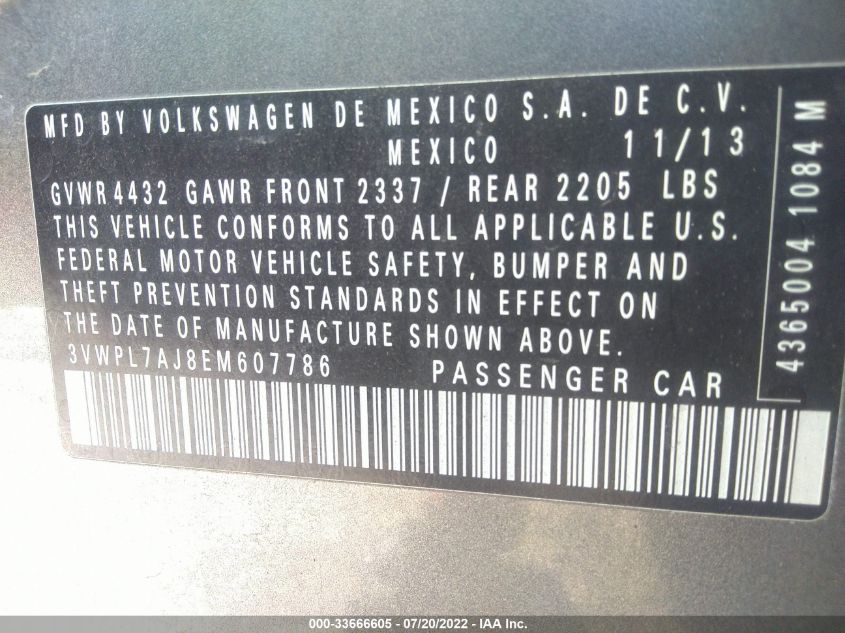 MFD BY VOLKSWAGEN DE MEXICO S.A. DE C.V.
MEXICO 11/13
GVWR 4432 GAWR FRONT 2337 / REAR 2205 LBS
THIS VEHICLE CONFORMS TO ALL APPLICABLE U.S.
FEDERAL MOTOR VEHICLE SAFETY, BUMPER AND
THEFT PREVENTION STANDARDS IN EFFECT ON
THE DATE OF MANUFACTURE SHOWN ABOVE.
3VWPL7AJ8EM607786 PASSENGER CAR
4365004 1084 M
000-33666605 - 07/20/2022 - IAA Inc.